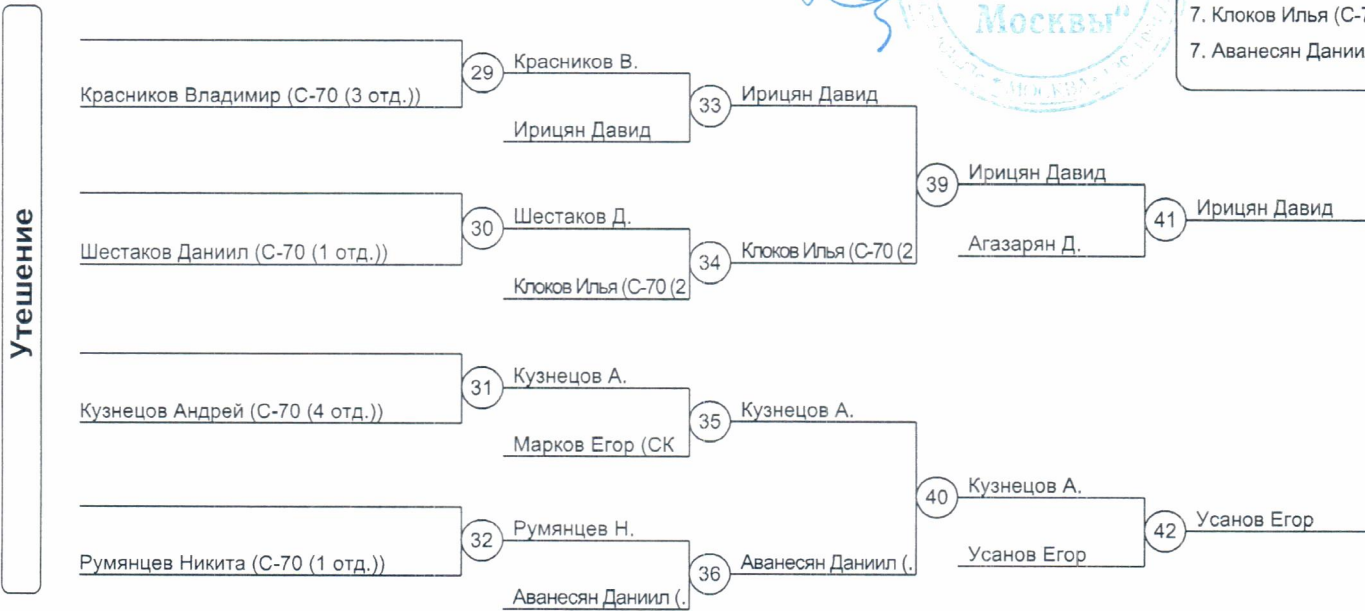 Москвы"
МОСКВА
7. Клоков Илья (С-7
7. Аванесян Дании
Утешение
29
Красников В.
Красников Владимир (С-70 (3 отд.))
33
Ирицян Давид
Ирицян Давид
39
Ирицян Давид
41
Ирицян Давид
Шестаков Д.
30
Шестаков Даниил (С-70 (1 отд.))
34
Клоков Илья (С-70 (2
Агазарян Д.
Клоков Илья (С-70 (2
31
Кузнецов А.
Кузнецов Андрей (С-70 (4 отд.))
35
Кузнецов А.
Марков Егор (СК
40
Кузнецов А.
42
Усанов Егор
32
Румянцев Н.
Румянцев Никита (С-70 (1 отд.))
36
Аванесян Даниил (.
Усанов Егор
Аванесян Даниил (.